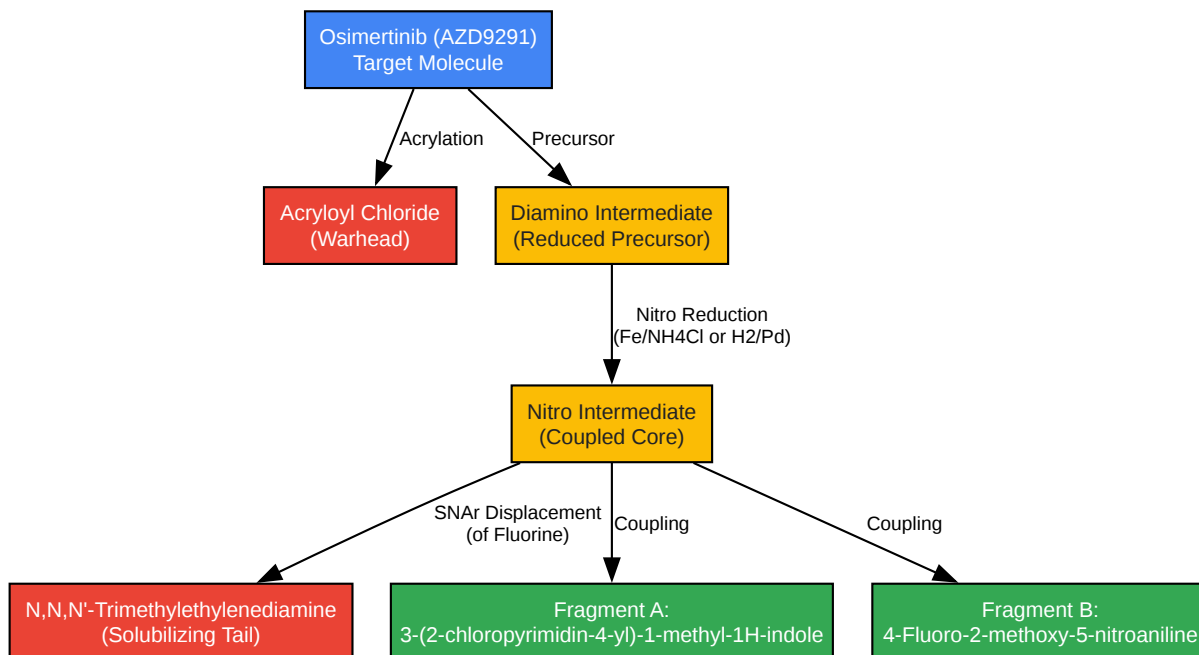 Osimertinib (AZD9291)
Target Molecule
Acrylation
Precursor
Acryloyl Chloride
(Warhead)
Diamino Intermediate
(Reduced Precursor)
Nitro Reduction
(Fe/NH4Cl or H2/Pd)
Nitro Intermediate
(Coupled Core)
SNAr Displacement
(of Fluorine)
Coupling
Coupling
N,N,N'-Trimethylethylenediamine
(Solubilizing Tail)
Fragment A:
3-(2-chloropyrimidin-4-yl)-1-methyl-1H-indole
Fragment B:
4-Fluoro-2-methoxy-5-nitroaniline